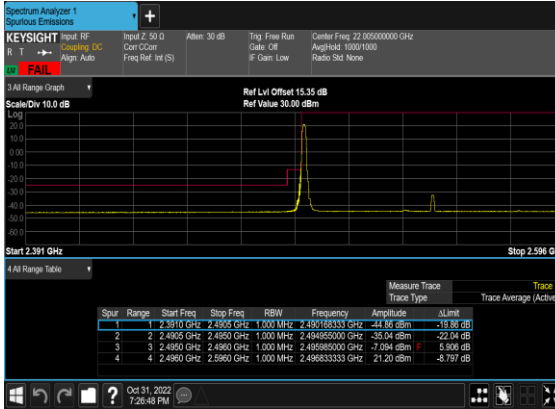 Spectrum Analyzer 1
Spurious Emissions
+
KEYSIGHT Input: RF Input Z: 50 Ω Atten: 30 dB Trig: Free Run Center Freq: 22.005000000 GHz
R T Coupling: DC Corr CCorr Gate: Off Avg|Hold: 1000/1000
Align: Auto Freq Ref: Int (S) IF Gain: Low Radio Std: None
FAIL
3 All Range Graph
Ref Lvl Offset 15.35 dB
Scale/Div 10.0 dB Ref Value 30.00 dBm
Log
20.0
10.0
0.00
-10.0
-20.0
-30.0
-40.0
-50.0
-60.0
Start 2.391 GHz Stop 2.596 G
4 All Range Table
Measure Trace Trace
Trace Type Trace Average (Active
Spur Range Start Freq Stop Freq RBW Frequency Amplitude ΔLimit
1 1 2.3910 GHz 2.4905 GHz 1.000 MHz 2.490168333 GHz -44.86 dBm -19.86 dB
2 2 2.4905 GHz 2.4950 GHz 1.000 MHz 2.494955000 GHz -35.04 dBm -22.04 dB
3 3 2.4950 GHz 2.4960 GHz 1.000 MHz 2.495985000 GHz -7.094 dBm F 5.906 dB
4 4 2.4960 GHz 2.5960 GHz 1.000 MHz 2.496833333 GHz 21.20 dBm -8.797 dB
?
Oct 31, 2022
7:26:48 PM